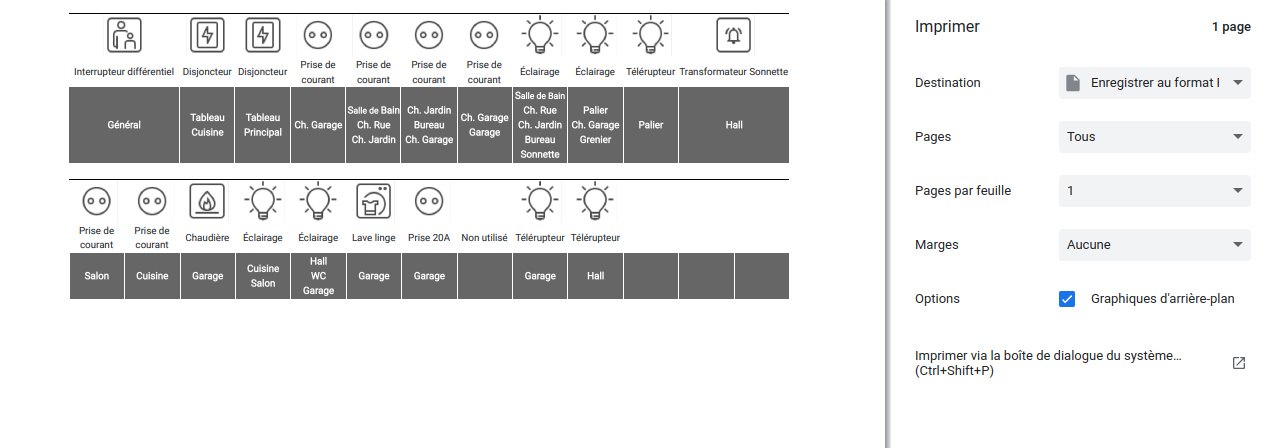 Interrupteur différentiel
Disjoncteur
Disjoncteur
Prise de
courant
Prise de
courant
Prise de
courant
Prise de
courant
Éclairage
Éclairage
Télérupteur
Transformateur Sonnette
Général
Tableau
Cuisine
Tableau
Principal
Ch. Garage
Salle de Bain
Ch. Rue
Ch. Jardin
Ch. Jardin
Bureau
Ch. Garage
Ch. Garage
Garage
Salle de Bain
Ch. Rue
Ch. Jardin
Bureau
Sonnette
Palier
Ch. Garage
Grenier
Palier
Hall
Prise de
courant
Prise de
courant
Chaudière
Éclairage
Éclairage
Lave linge
Prise 20A
Non utilisé
Télérupteur
Télérupteur
Salon
Cuisine
Garage
Cuisine
Salon
Hall
WC
Garage
Garage
Garage
Garage
Hall
Imprimer
1 page
Destination
Enregistrer au format
Pages
Tous
Pages par feuille
1
Marges
Aucune
Options
Graphiques d'arrière-plan
Imprimer via la boîte de dialogue du système…
(Ctrl+Shift+P)